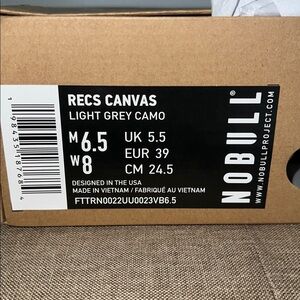 RECS CANVAS
LIGHT GREY CAMO
M 6.5 UK 5.5
W 8 EUR 39
CM 24.5
DESIGNED IN THE USA
MADE IN VIETNAM / FABRIQUÉ AU VIETNAM
FTTRN0022UU0023VB6.5
NOBULL
WWW.NOBULLPROJECT.COM